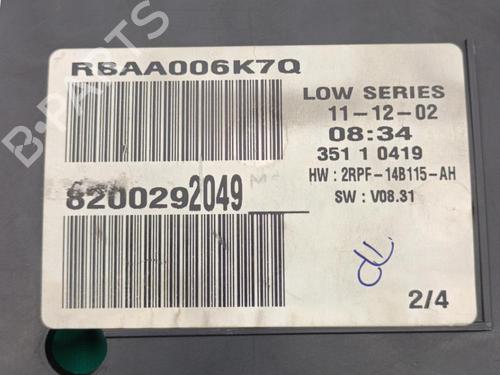 B-PARTS
RBAA006K7Q
LOW SERIES
11-12-02
08:34
351 1 0419
HW : 2RPF-14B115-AH
SW : V08.31
8200292049
2/4